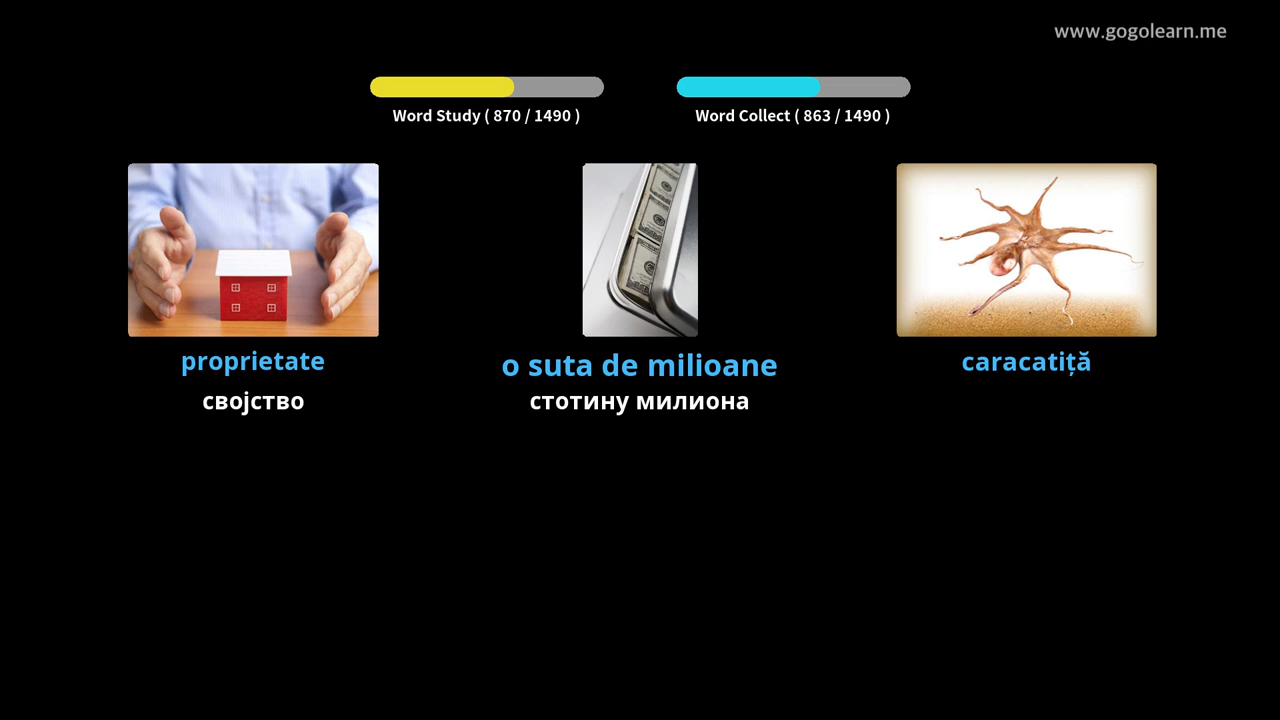 www.gogolearn.me
Word Study ( 870 / 1490 )
Word Collect ( 863 / 1490 )
proprietate
o suta de milioane
caracatiță
својство
стотину милиона